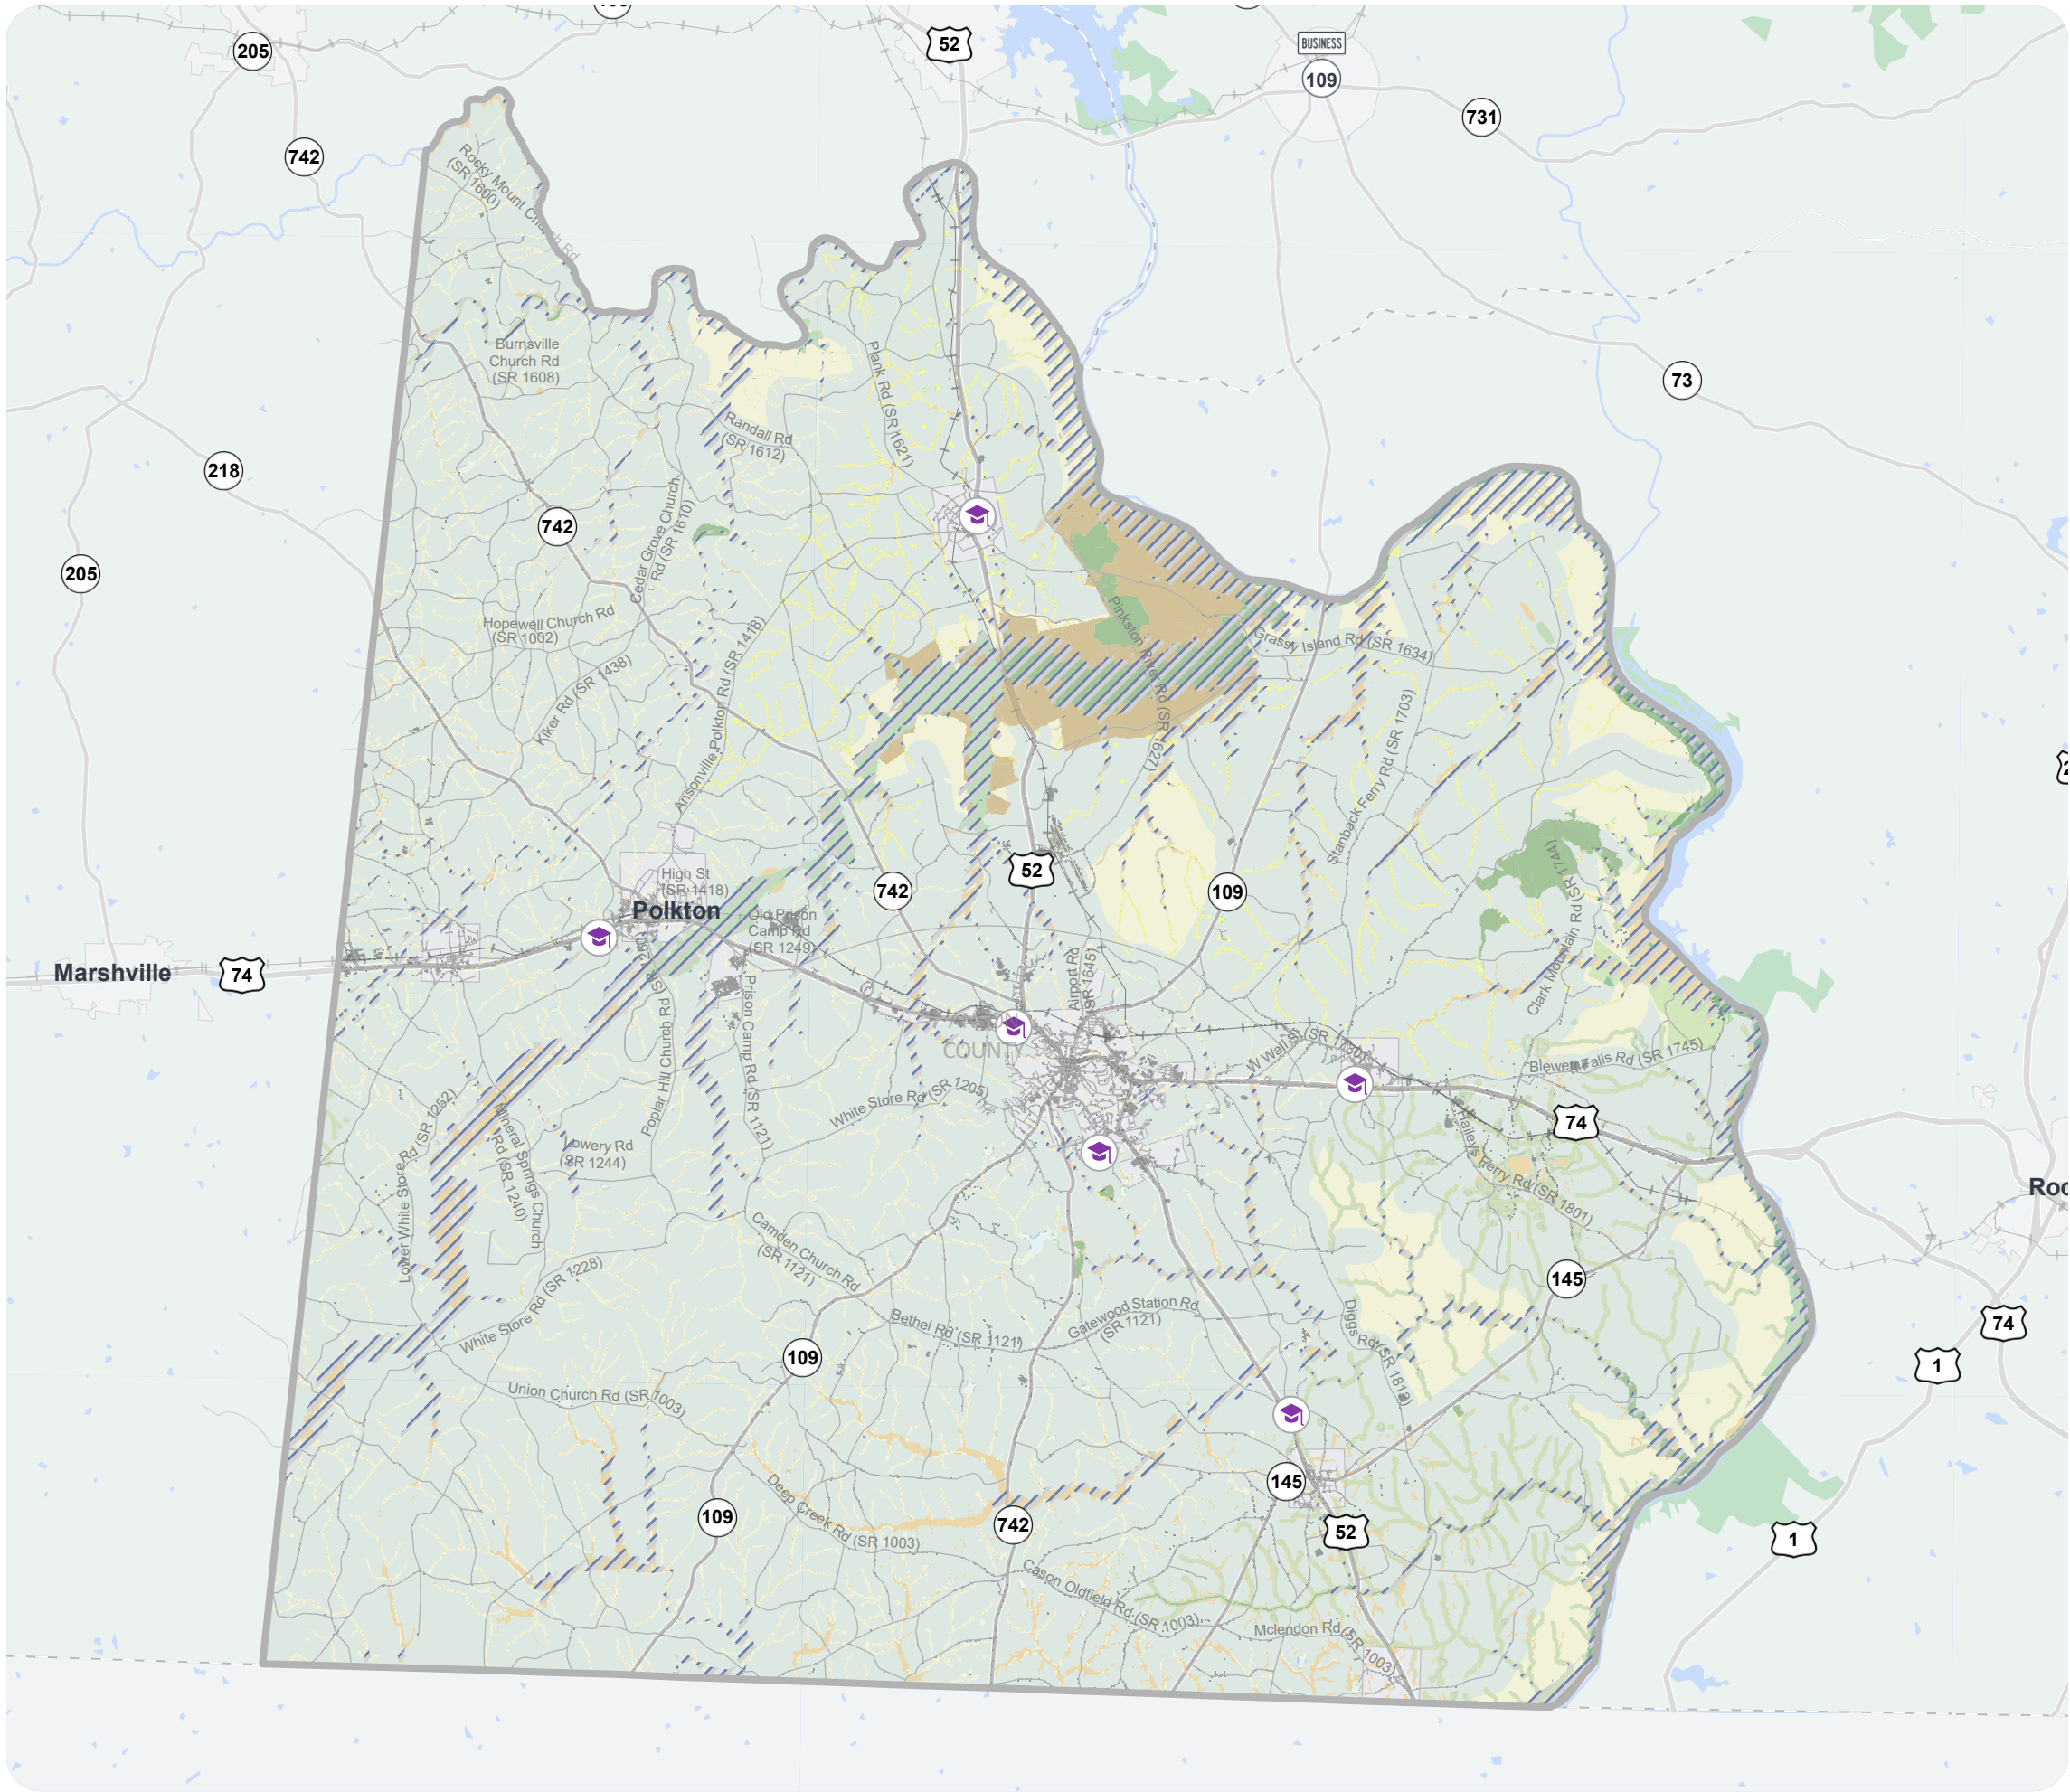 205
52
BUSINESS
109
731
742
Rocky Mount Church Rd
(SR 1600)
Burnsville
Church Rd
(SR 1608)
Plank Rd (SR 1621)
73
Randall Rd
(SR 1612)
218
742
Cedar Grove Church
Rd (SR 1610)
205
Hopewell Church Rd
(SR 1002)
Pinkston River Rd (SR 1627)
Grassy Island Rd (SR 1634)
Kiker Rd (SR 1438)
Ansonville Polkton Rd (SR 1418)
Stanback Ferry Rd (SR 1703)
High St
(SR 1418)
742
52
109
Polkton
Old Prison
Camp Rd
(SR 1249)
Clark Mountain Rd (SR 1744)
Marshville
74
Airport Rd
(SR 1645)
Prison Camp Rd (SR 1121)
Poplar Hill Church Rd (SR 1250)
COUNTY
W Wall St (SR 1730)
Blewett Falls Rd (SR 1745)
White Store Rd (SR 1205)
74
Lower White Store Rd (SR 1252)
Mineral Springs Church
Rd (SR 1240)
Lowery Rd
(SR 1244)
Haileys Ferry Rd (SR 1801)
Camden Church Rd
(SR 1121)
White Store Rd (SR 1228)
145
Bethel Rd (SR 1121)
Gatewood Station Rd
(SR 1121)
Diggs Rd (SR 1812)
74
109
1
Union Church Rd (SR 1003)
145
109
Deep Creek Rd (SR 1003)
742
52
1
Cason Oldfield Rd (SR 1003)
Mclendon Rd (SR 1003)